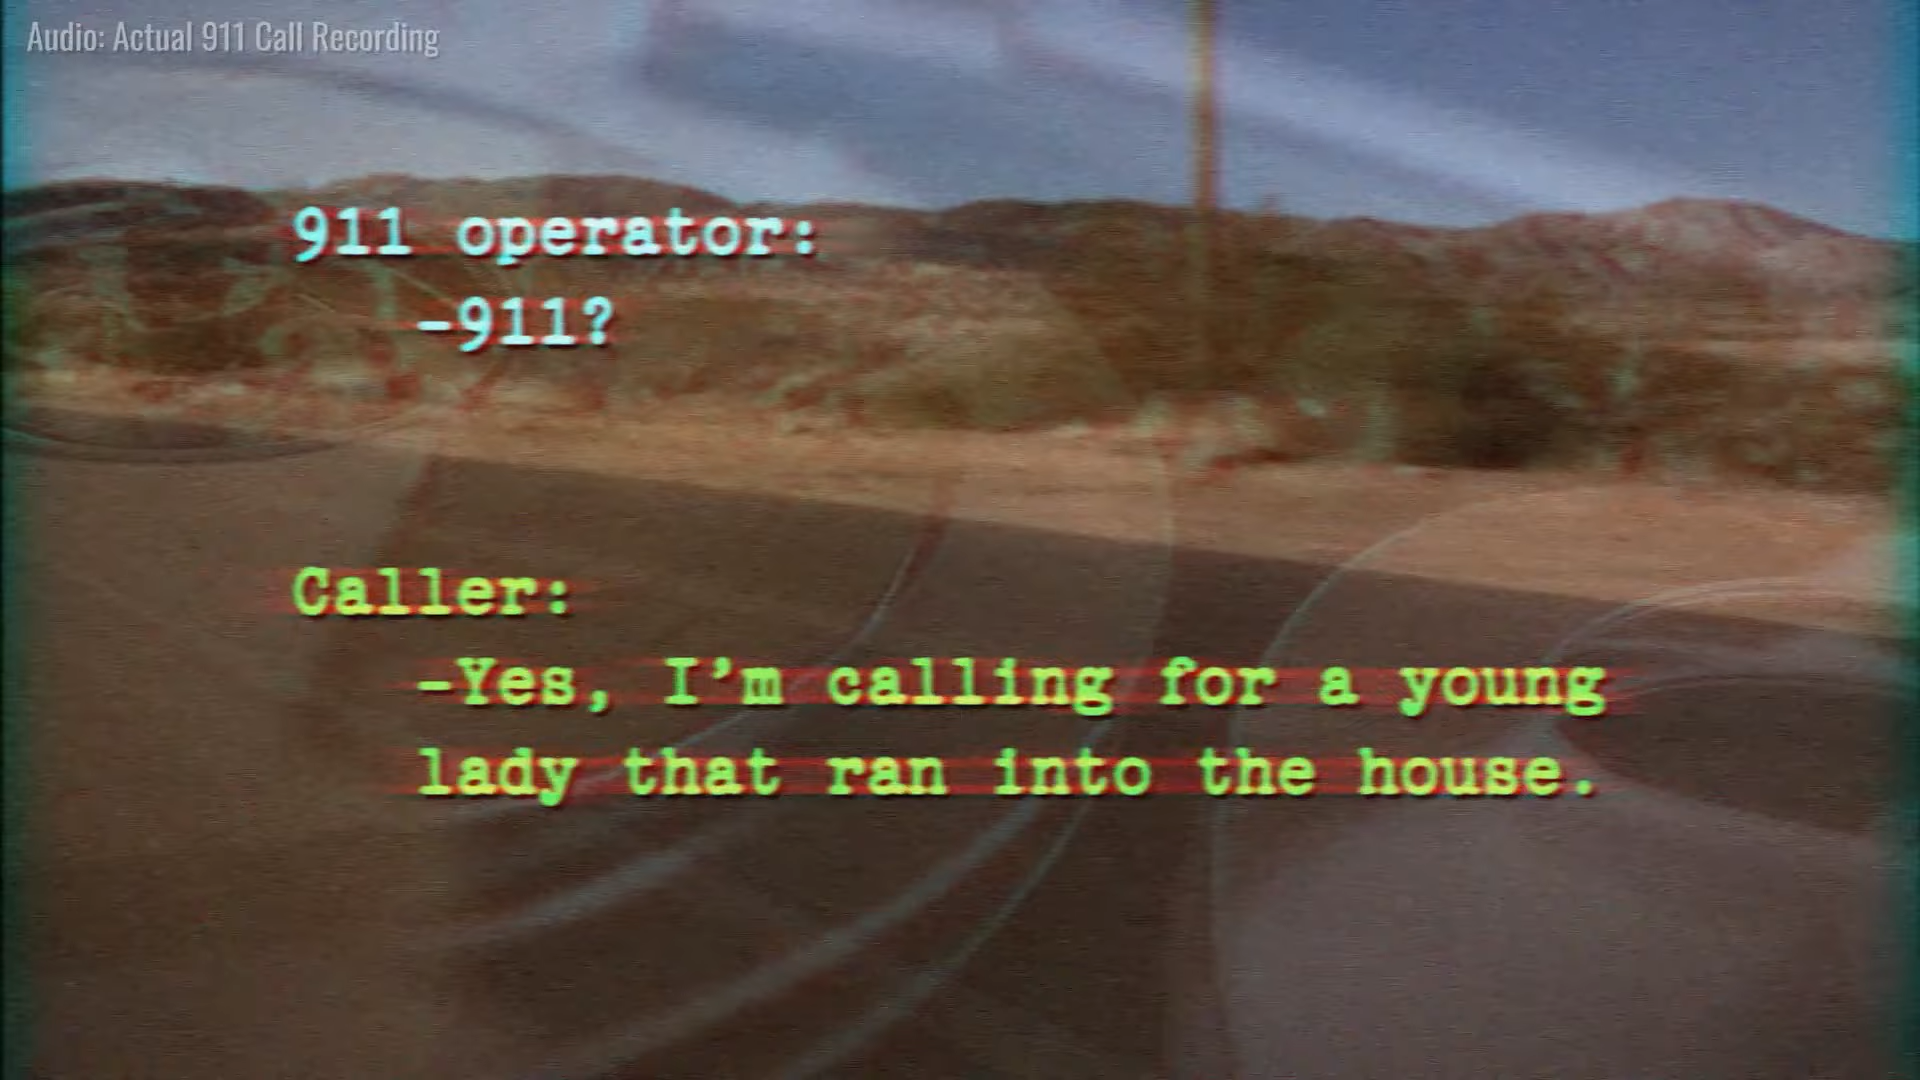 Audio: Actual 911 Call Recording
911 operator:
-911?
Caller:
-Yes, I'm calling for a young
lady that ran into the house.